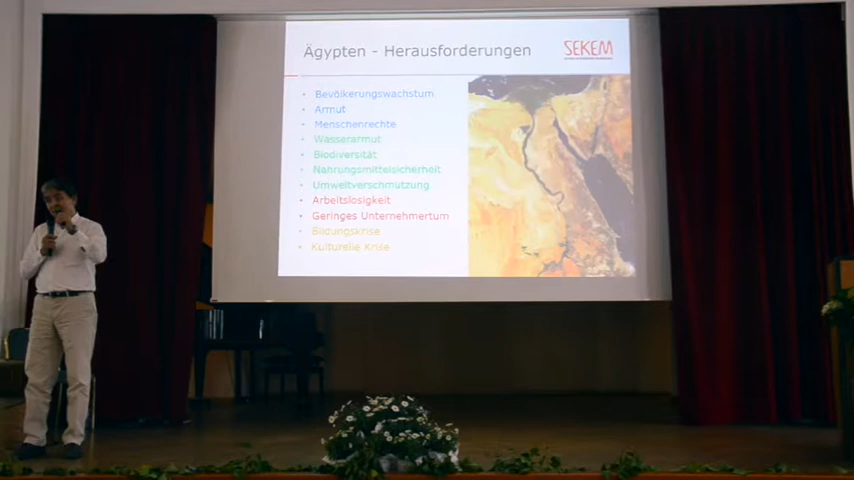 Ägypten - Herausforderungen
SEKEM
• Bevölkerungswachstum
• Armut
• Menschenrechte
• Wasserarmut
• Biodiversität
• Nahrungsmittelsicherheit
• Umweltverschmutzung
• Arbeitslosigkeit
• Geringes Unternehmertum
• Bildungskrise
• Kulturelle Krise